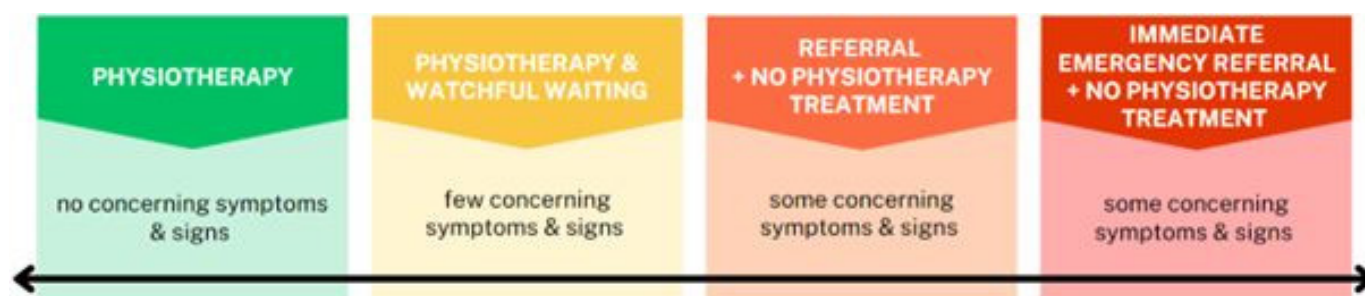 PHYSIOTHERAPY
no concerning symptoms
& signs
PHYSIOTHERAPY &
WATCHFUL WAITING
few concerning
symptoms & signs
REFERRAL
+ NO PHYSIOTHERAPY
TREATMENT
some concerning
symptoms & signs
IMMEDIATE
EMERGENCY REFERRAL
+ NO PHYSIOTHERAPY
TREATMENT
some concerning
symptoms & signs